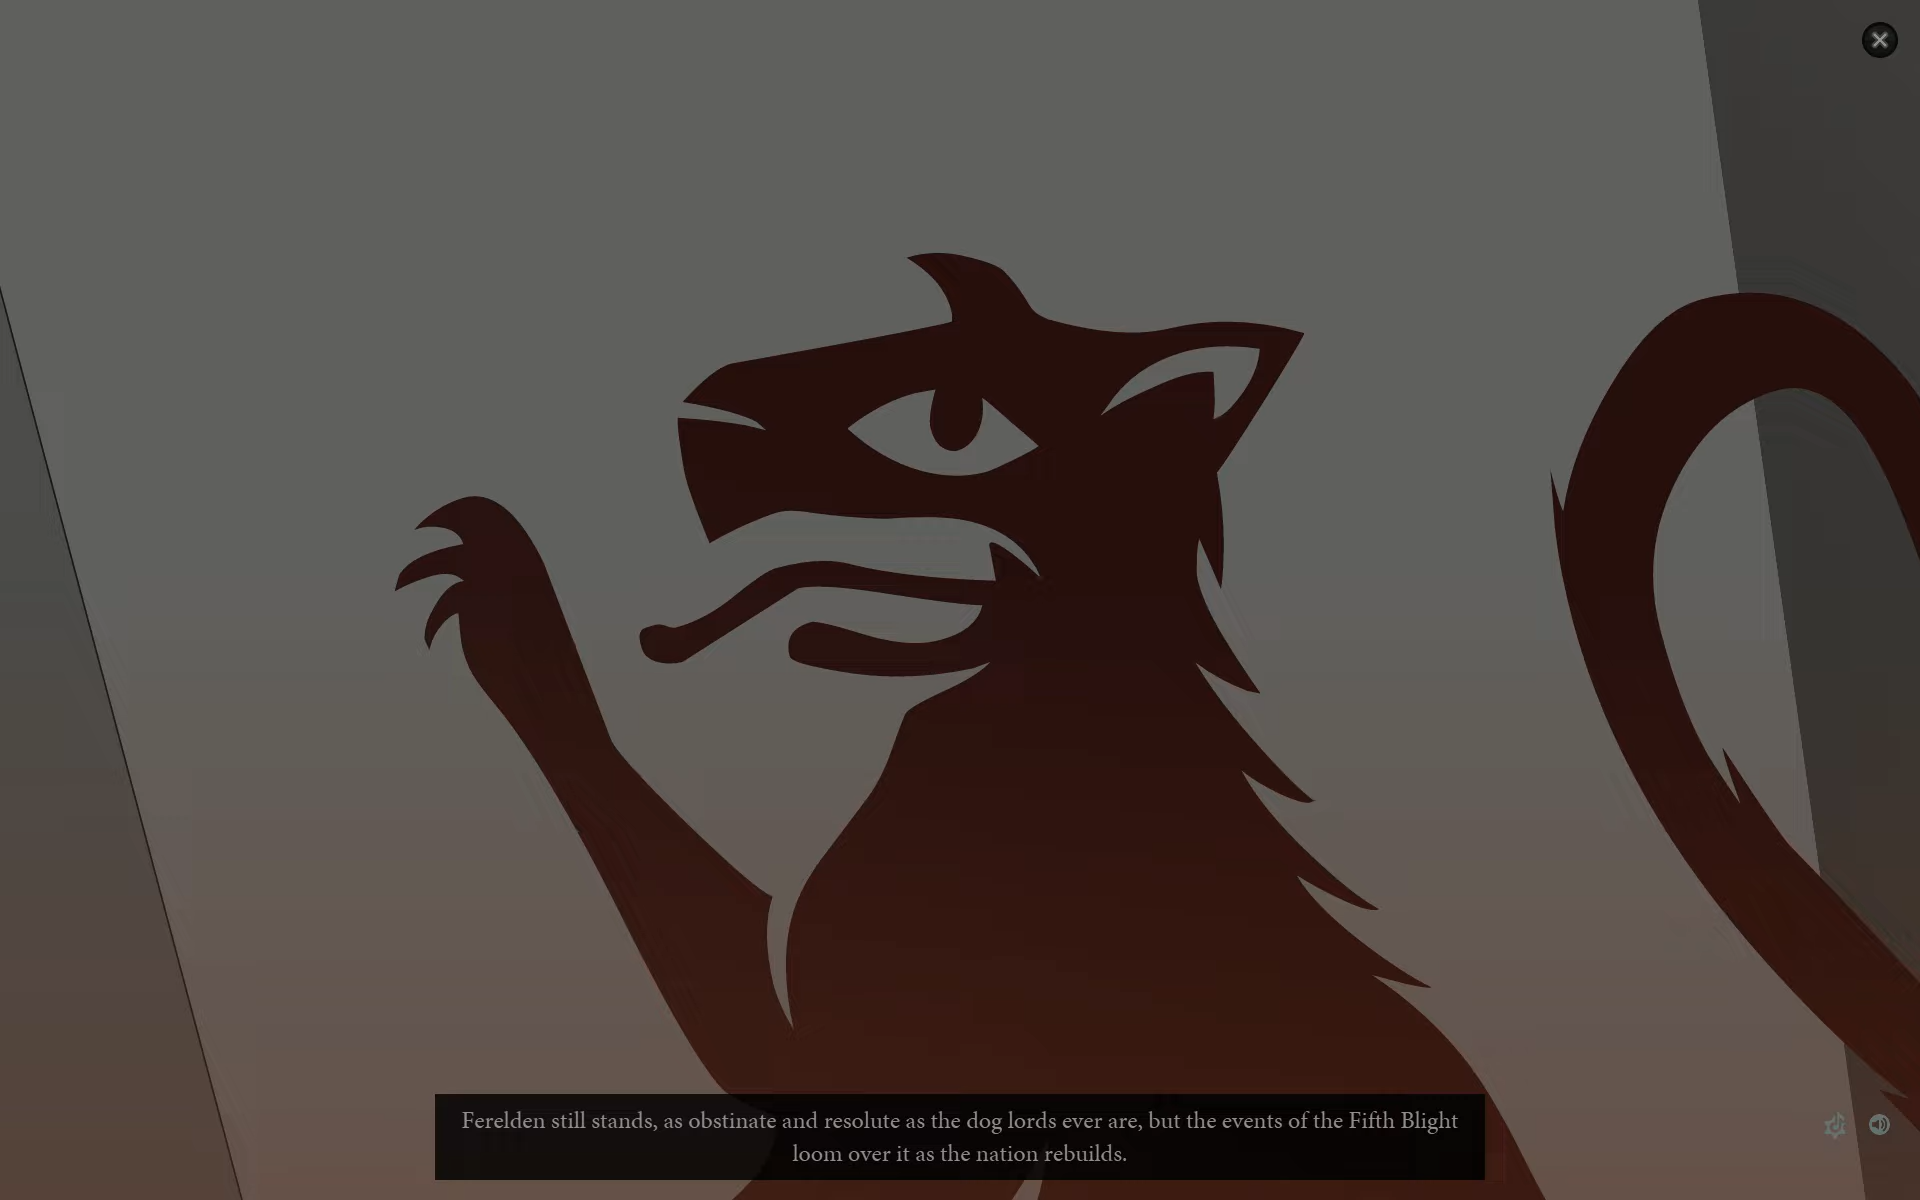 Ferelden still stands, as obstinate and resolute as the dog lords ever are, but the events of the Fifth Blight
loom over it as the nation rebuilds.